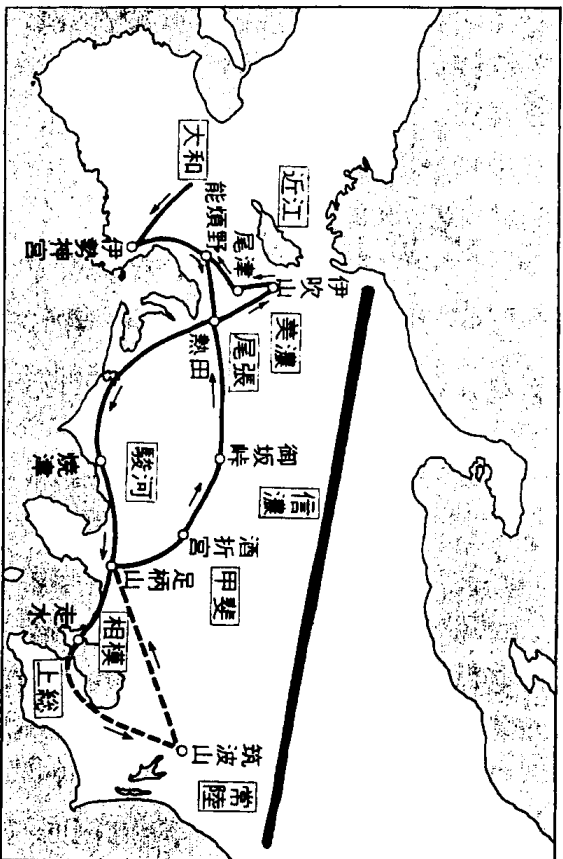 近江
大和
能煩野
尾津
伊勢神宮
伊吹山
美濃
尾張
熱田
駿河
焼津
御坂峠
信濃
酒折宮
甲斐
足柄山
走水
相模
上総
筑波山
常陸